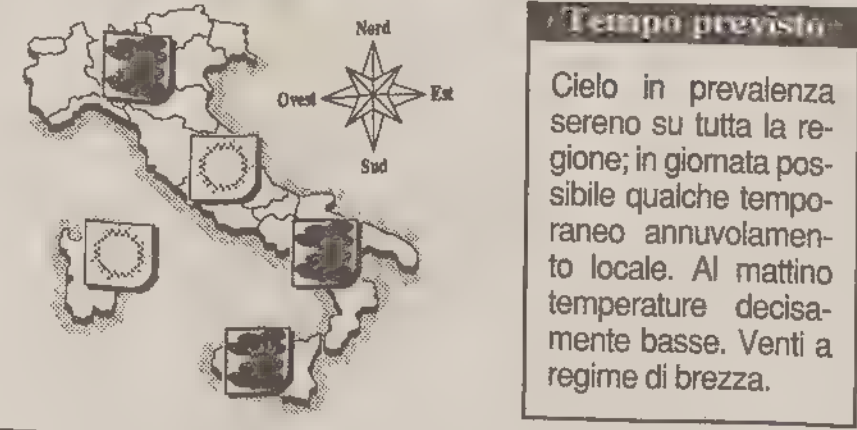 Nord
Ovest
Est
Sud
Tempo previsto
Cielo in prevalenza
sereno su tutta la re-
gione; in giornata pos-
sibile qualche tempo-
raneo annuvolamen-
to locale. Al mattino
temperature decisa-
mente basse. Venti a
regime di brezza.